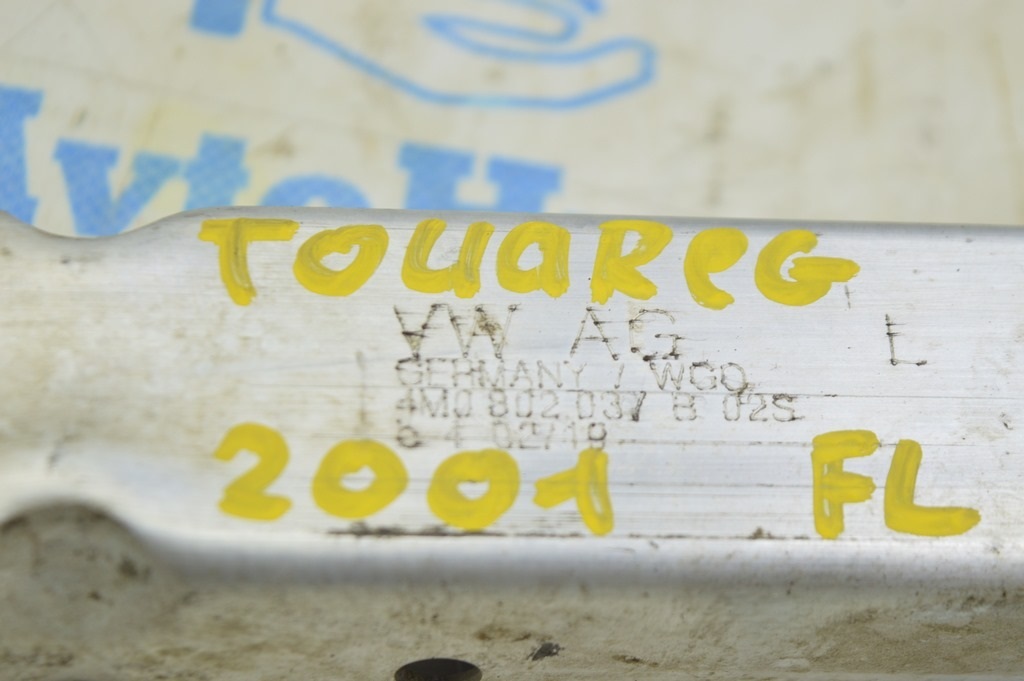 TOUAREG
VW AG L
GERMANY / WGO
4M0 802 037 B 02S
2001 FL